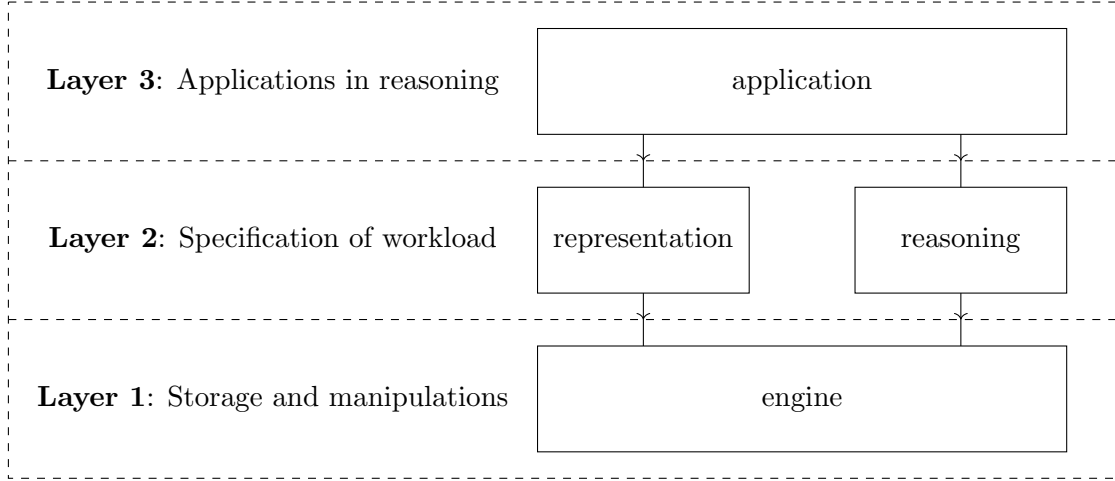 Layer 3: Applications in reasoning
application
Layer 2: Specification of workload
representation
reasoning
Layer 1: Storage and manipulations
engine